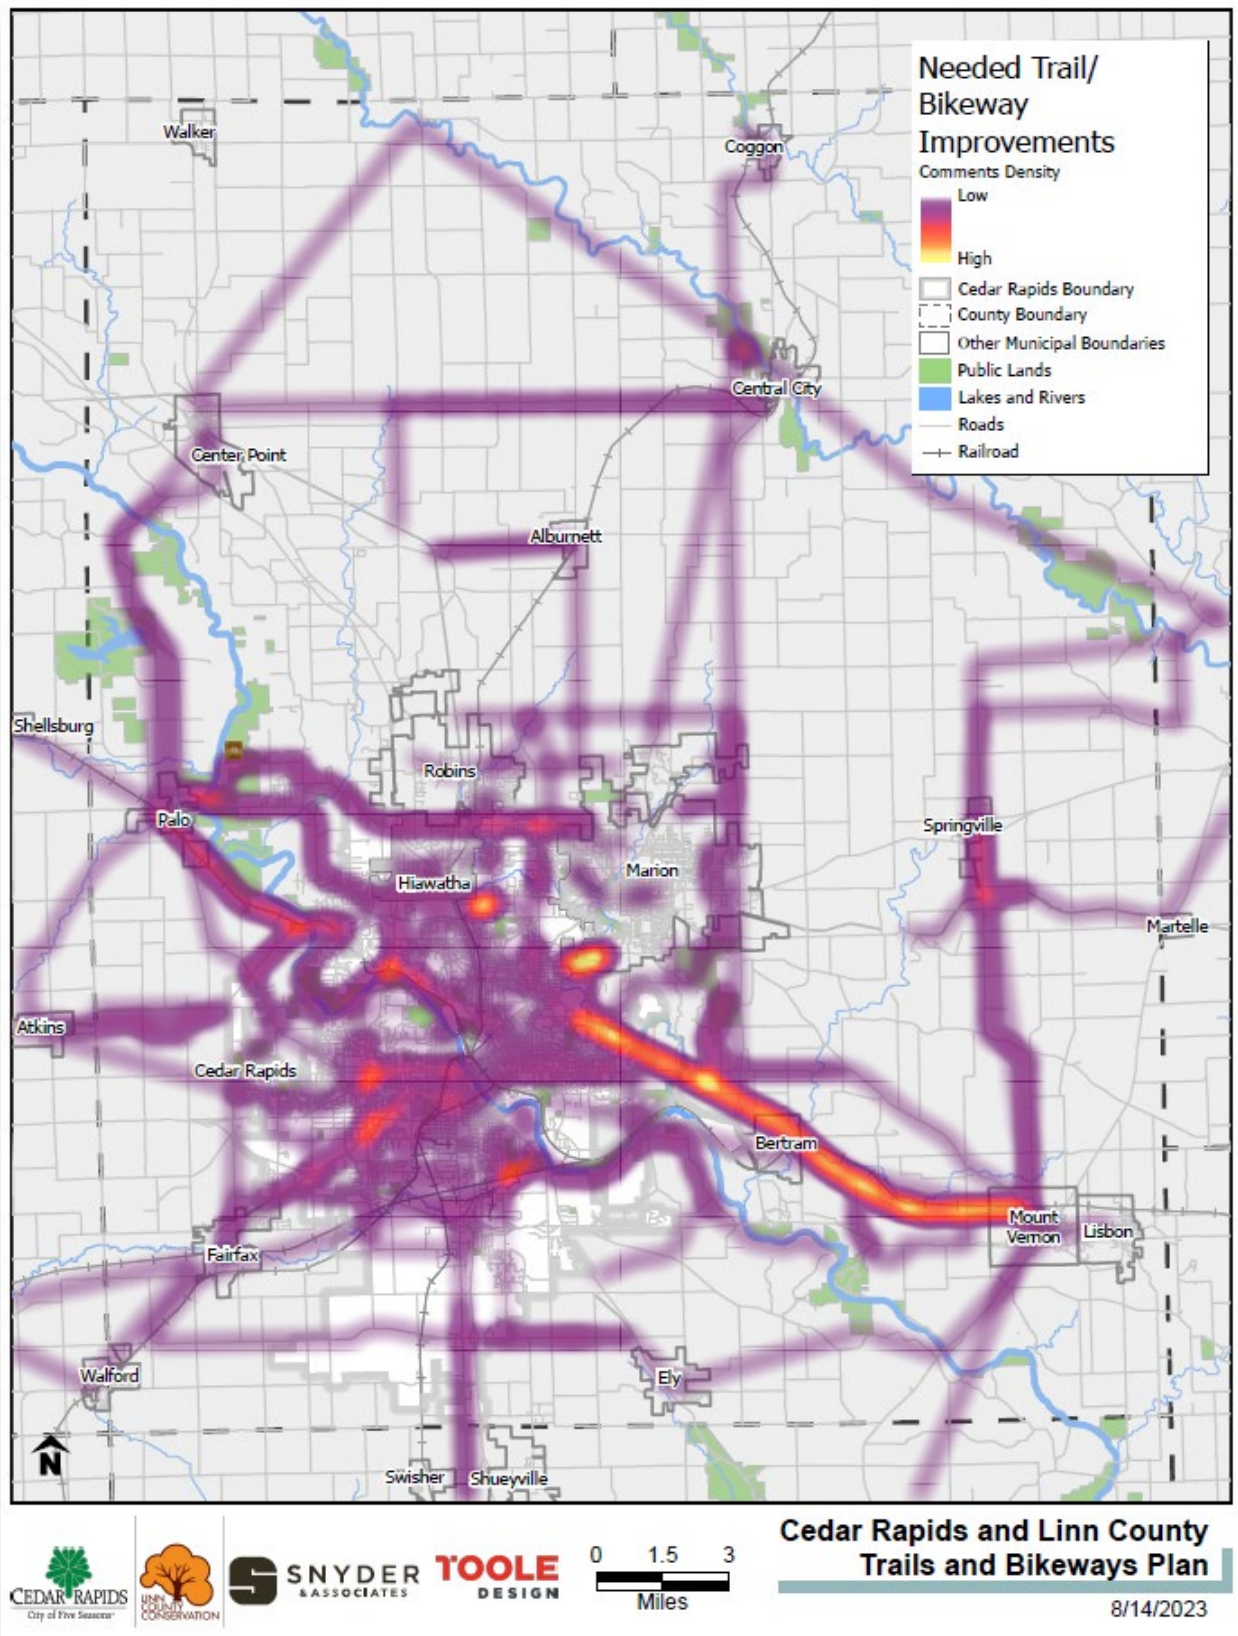 Needed Trail/
Bikeway
Improvements
Comments Density
Low
High
Cedar Rapids Boundary
County Boundary
Other Municipal Boundaries
Public Lands
Lakes and Rivers
Roads
Railroad
Walker
Coggon
Central City
Center Point
Alburnett
Shellsburg
Robins
Palo
Springville
Marion
Hiawatha
Martelle
Atkins
Cedar Rapids
Bertram
Mount
Vernon
Lisbon
Fairfax
Walford
Ely
N
Swisher
Shueyville
CEDAR RAPIDS
City of Five Seasons
LINN
COUNTY
CONSERVATION
SNYDER
& ASSOCIATES
TOOLE
DESIGN
0 1.5 3
Miles
Cedar Rapids and Linn County
Trails and Bikeways Plan
8/14/2023